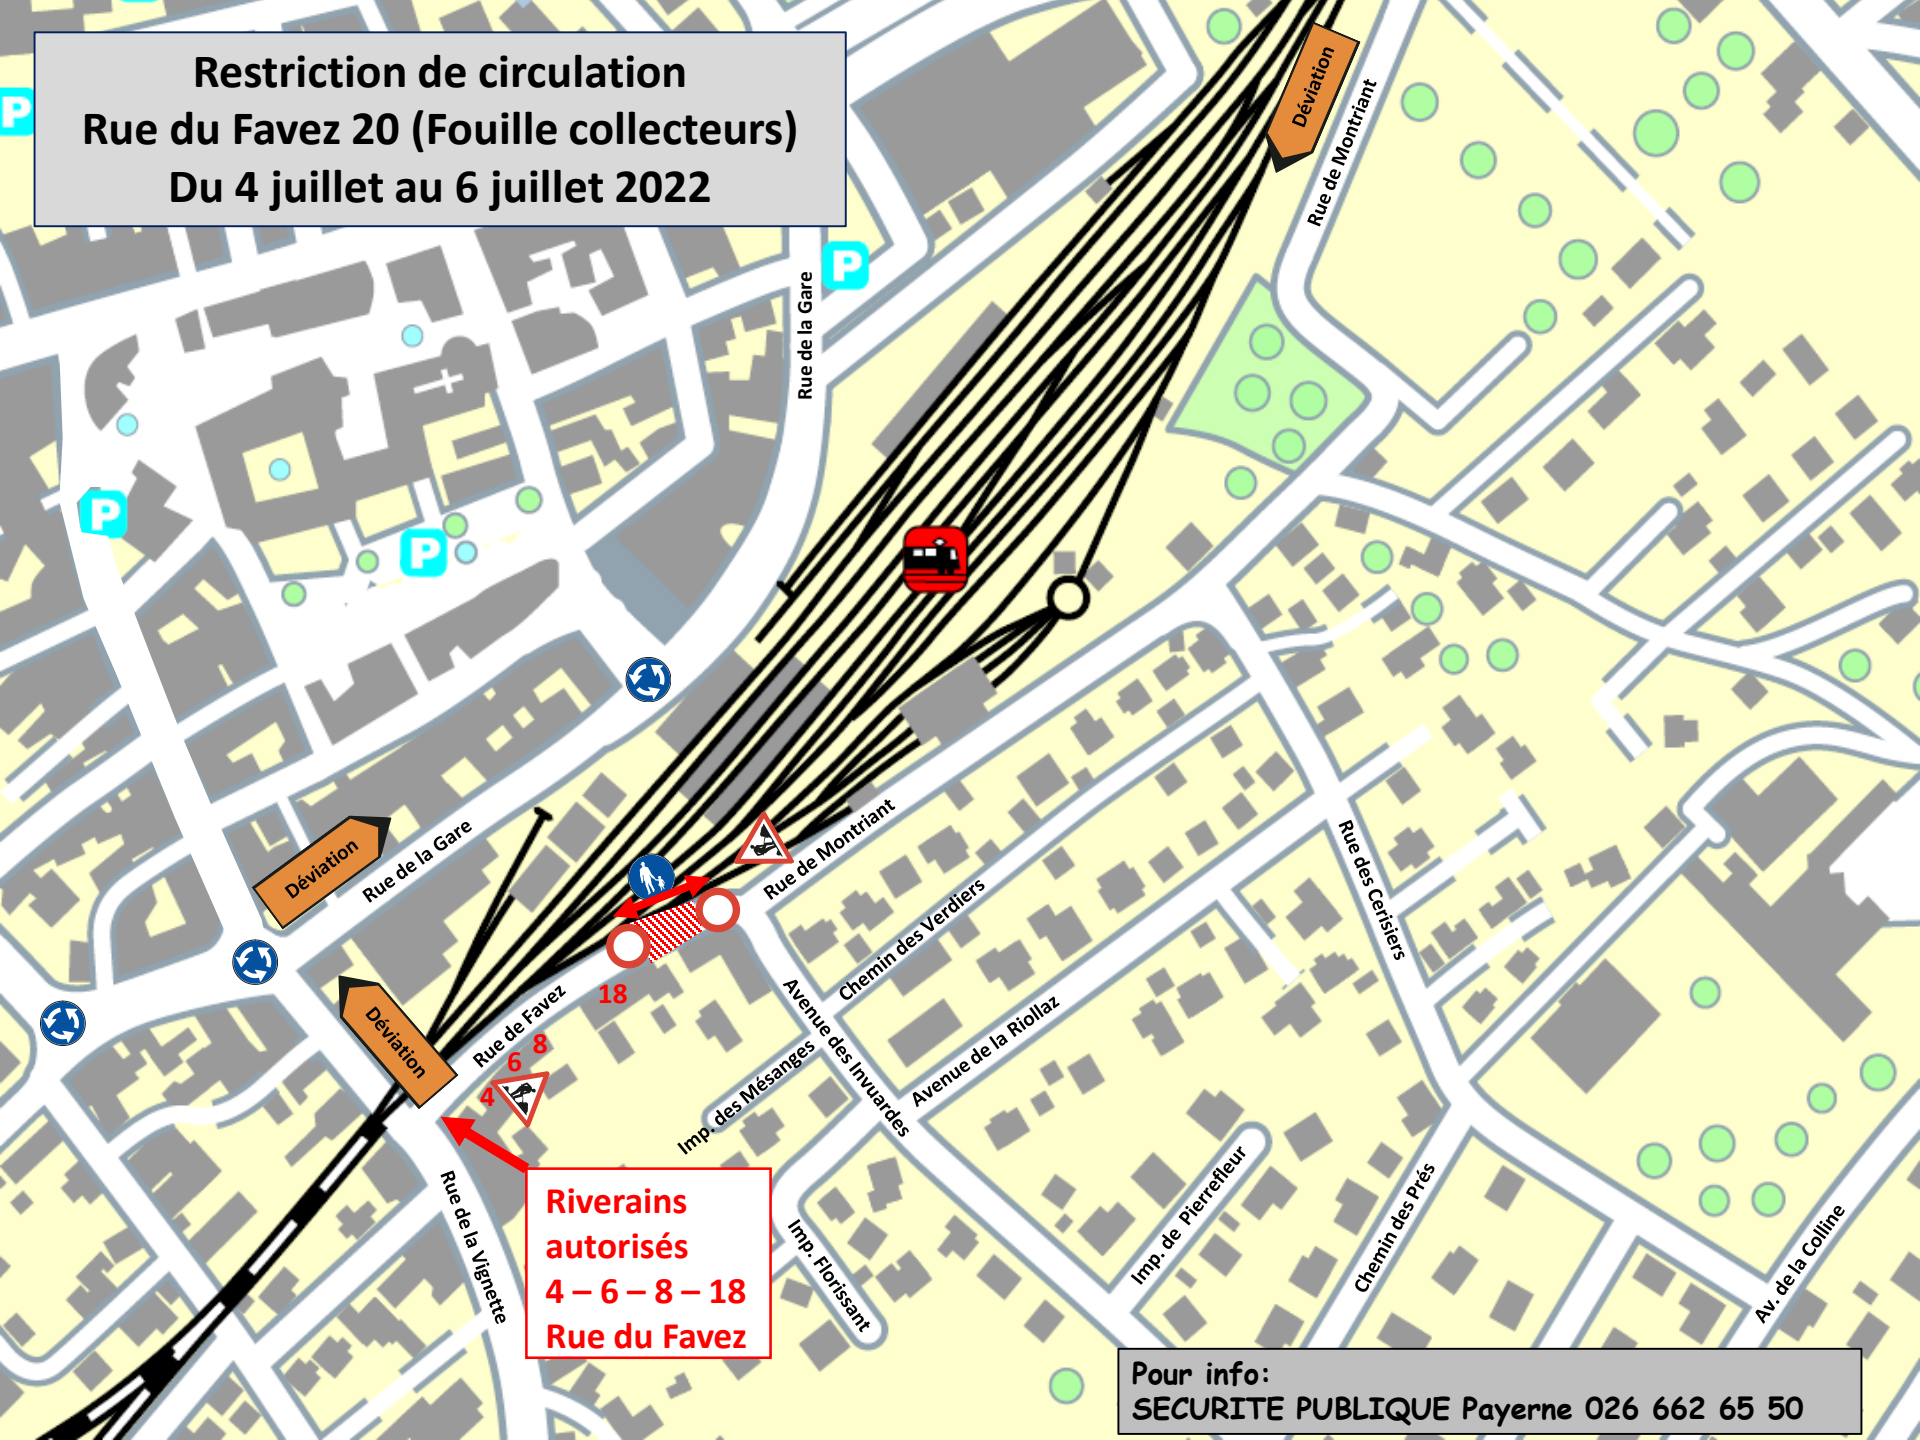 Restriction de circulation
Rue du Favez 20 (Fouille collecteurs)
Du 4 juillet au 6 juillet 2022
P
P
P
P
Déviation
Rue de Montriant
Rue de la Gare
Déviation
Rue de la Gare
Déviation
Rue de Favez
Rue de Montriant
18
8
6
4
Chemin des Verdiers
Rue des Cerisiers
Avenue des Invuardes
Avenue de la Riollaz
Imp. des Mésanges
Rue de la Vignette
Imp. Florissant
Imp. de Pierrefleur
Chemin des Prés
Av. de la Colline
Riverains
autorisés
4 – 6 – 8 – 18
Rue du Favez
Pour info:
SECURITE PUBLIQUE Payerne 026 662 65 50